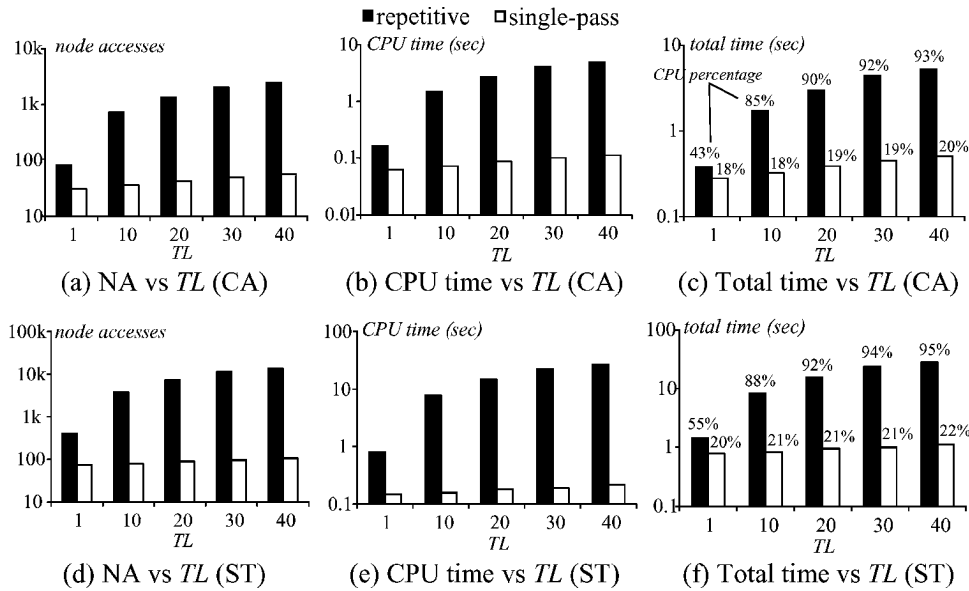 repetitive single-pass
node accesses
10k
1k
100
10
1 10 20 30 40
TL
(a) NA vs TL (CA)
CPU time (sec)
10
1
0.1
0.01
1 10 20 30 40
TL
(b) CPU time vs TL (CA)
total time (sec)
CPU percentage
10
1
0.1
43% 18% 85% 18% 90% 19% 92% 19% 93% 20%
1 10 20 30 40
TL
(c) Total time vs TL (CA)
node accesses
100k
10k
1k
100
10
1 10 20 30 40
TL
(d) NA vs TL (ST)
CPU time (sec)
100
10
1
0.1
1 10 20 30 40
TL
(e) CPU time vs TL (ST)
total time (sec)
100
10
1
0.1
55% 20% 88% 21% 92% 21% 94% 21% 95% 22%
1 10 20 30 40
TL
(f) Total time vs TL (ST)